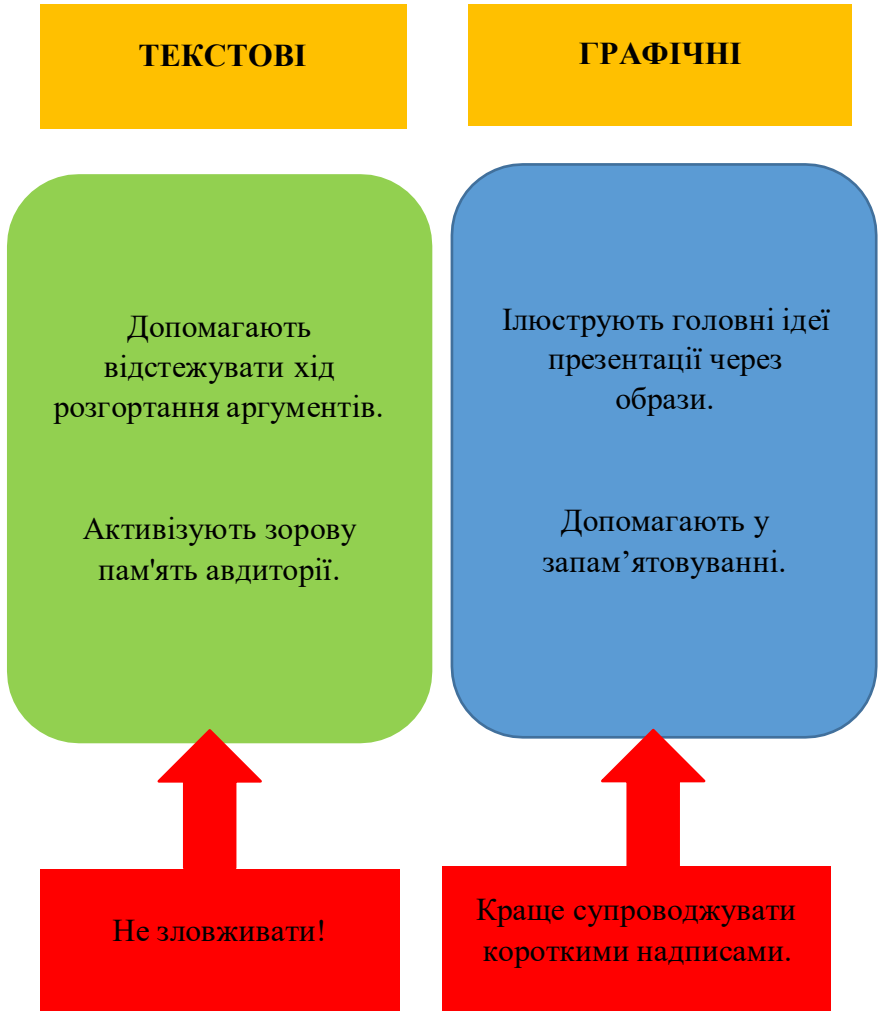 ТЕКСТОВІ
ГРАФІЧНІ
Допомагають
відстежувати хід
розгортання аргументів.
Активізують зорову
пам'ять авдиторії.
Ілюструють головні ідеї
презентації через
образи.
Допомагають у
запам’ятовуванні.
Не зловживати!
Краще супроводжувати
короткими надписами.